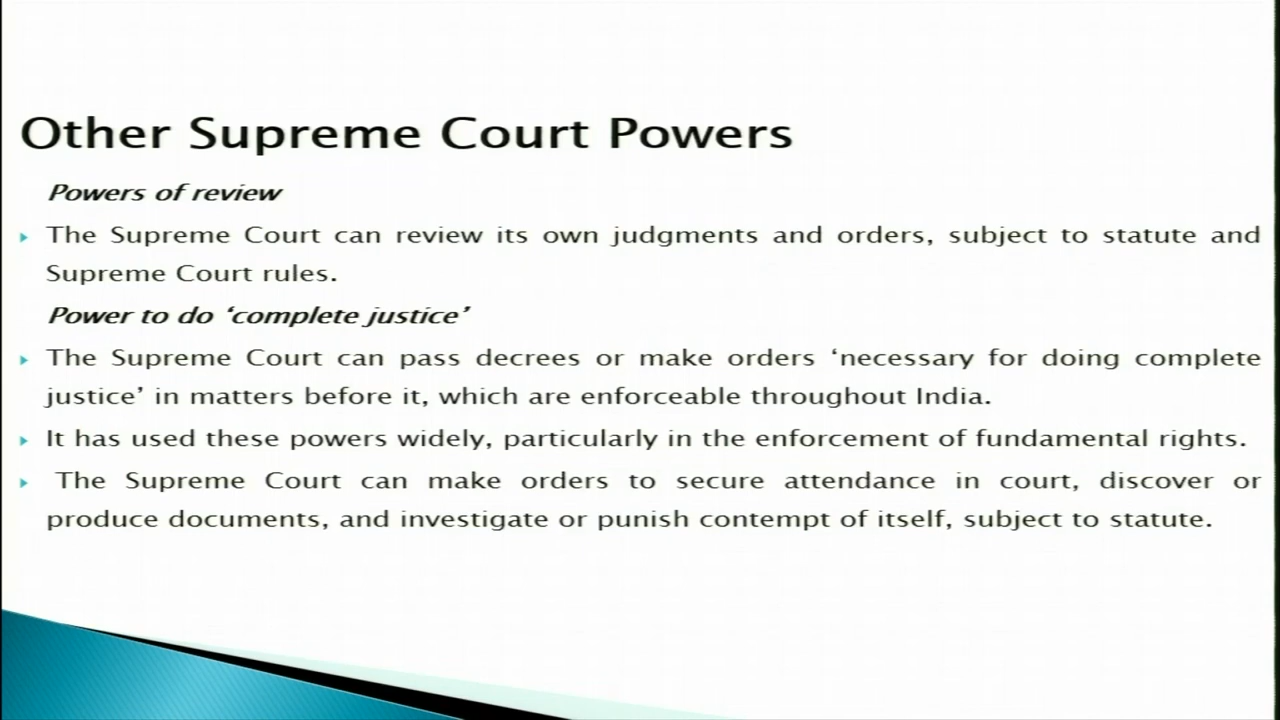 Other Supreme Court Powers
Powers of review
The Supreme Court can review its own judgments and orders, subject to statute and
Supreme Court rules.
Power to do ‘complete justice’
The Supreme Court can pass decrees or make orders ‘necessary for doing complete
justice’ in matters before it, which are enforceable throughout India.
It has used these powers widely, particularly in the enforcement of fundamental rights.
The Supreme Court can make orders to secure attendance in court, discover or
produce documents, and investigate or punish contempt of itself, subject to statute.